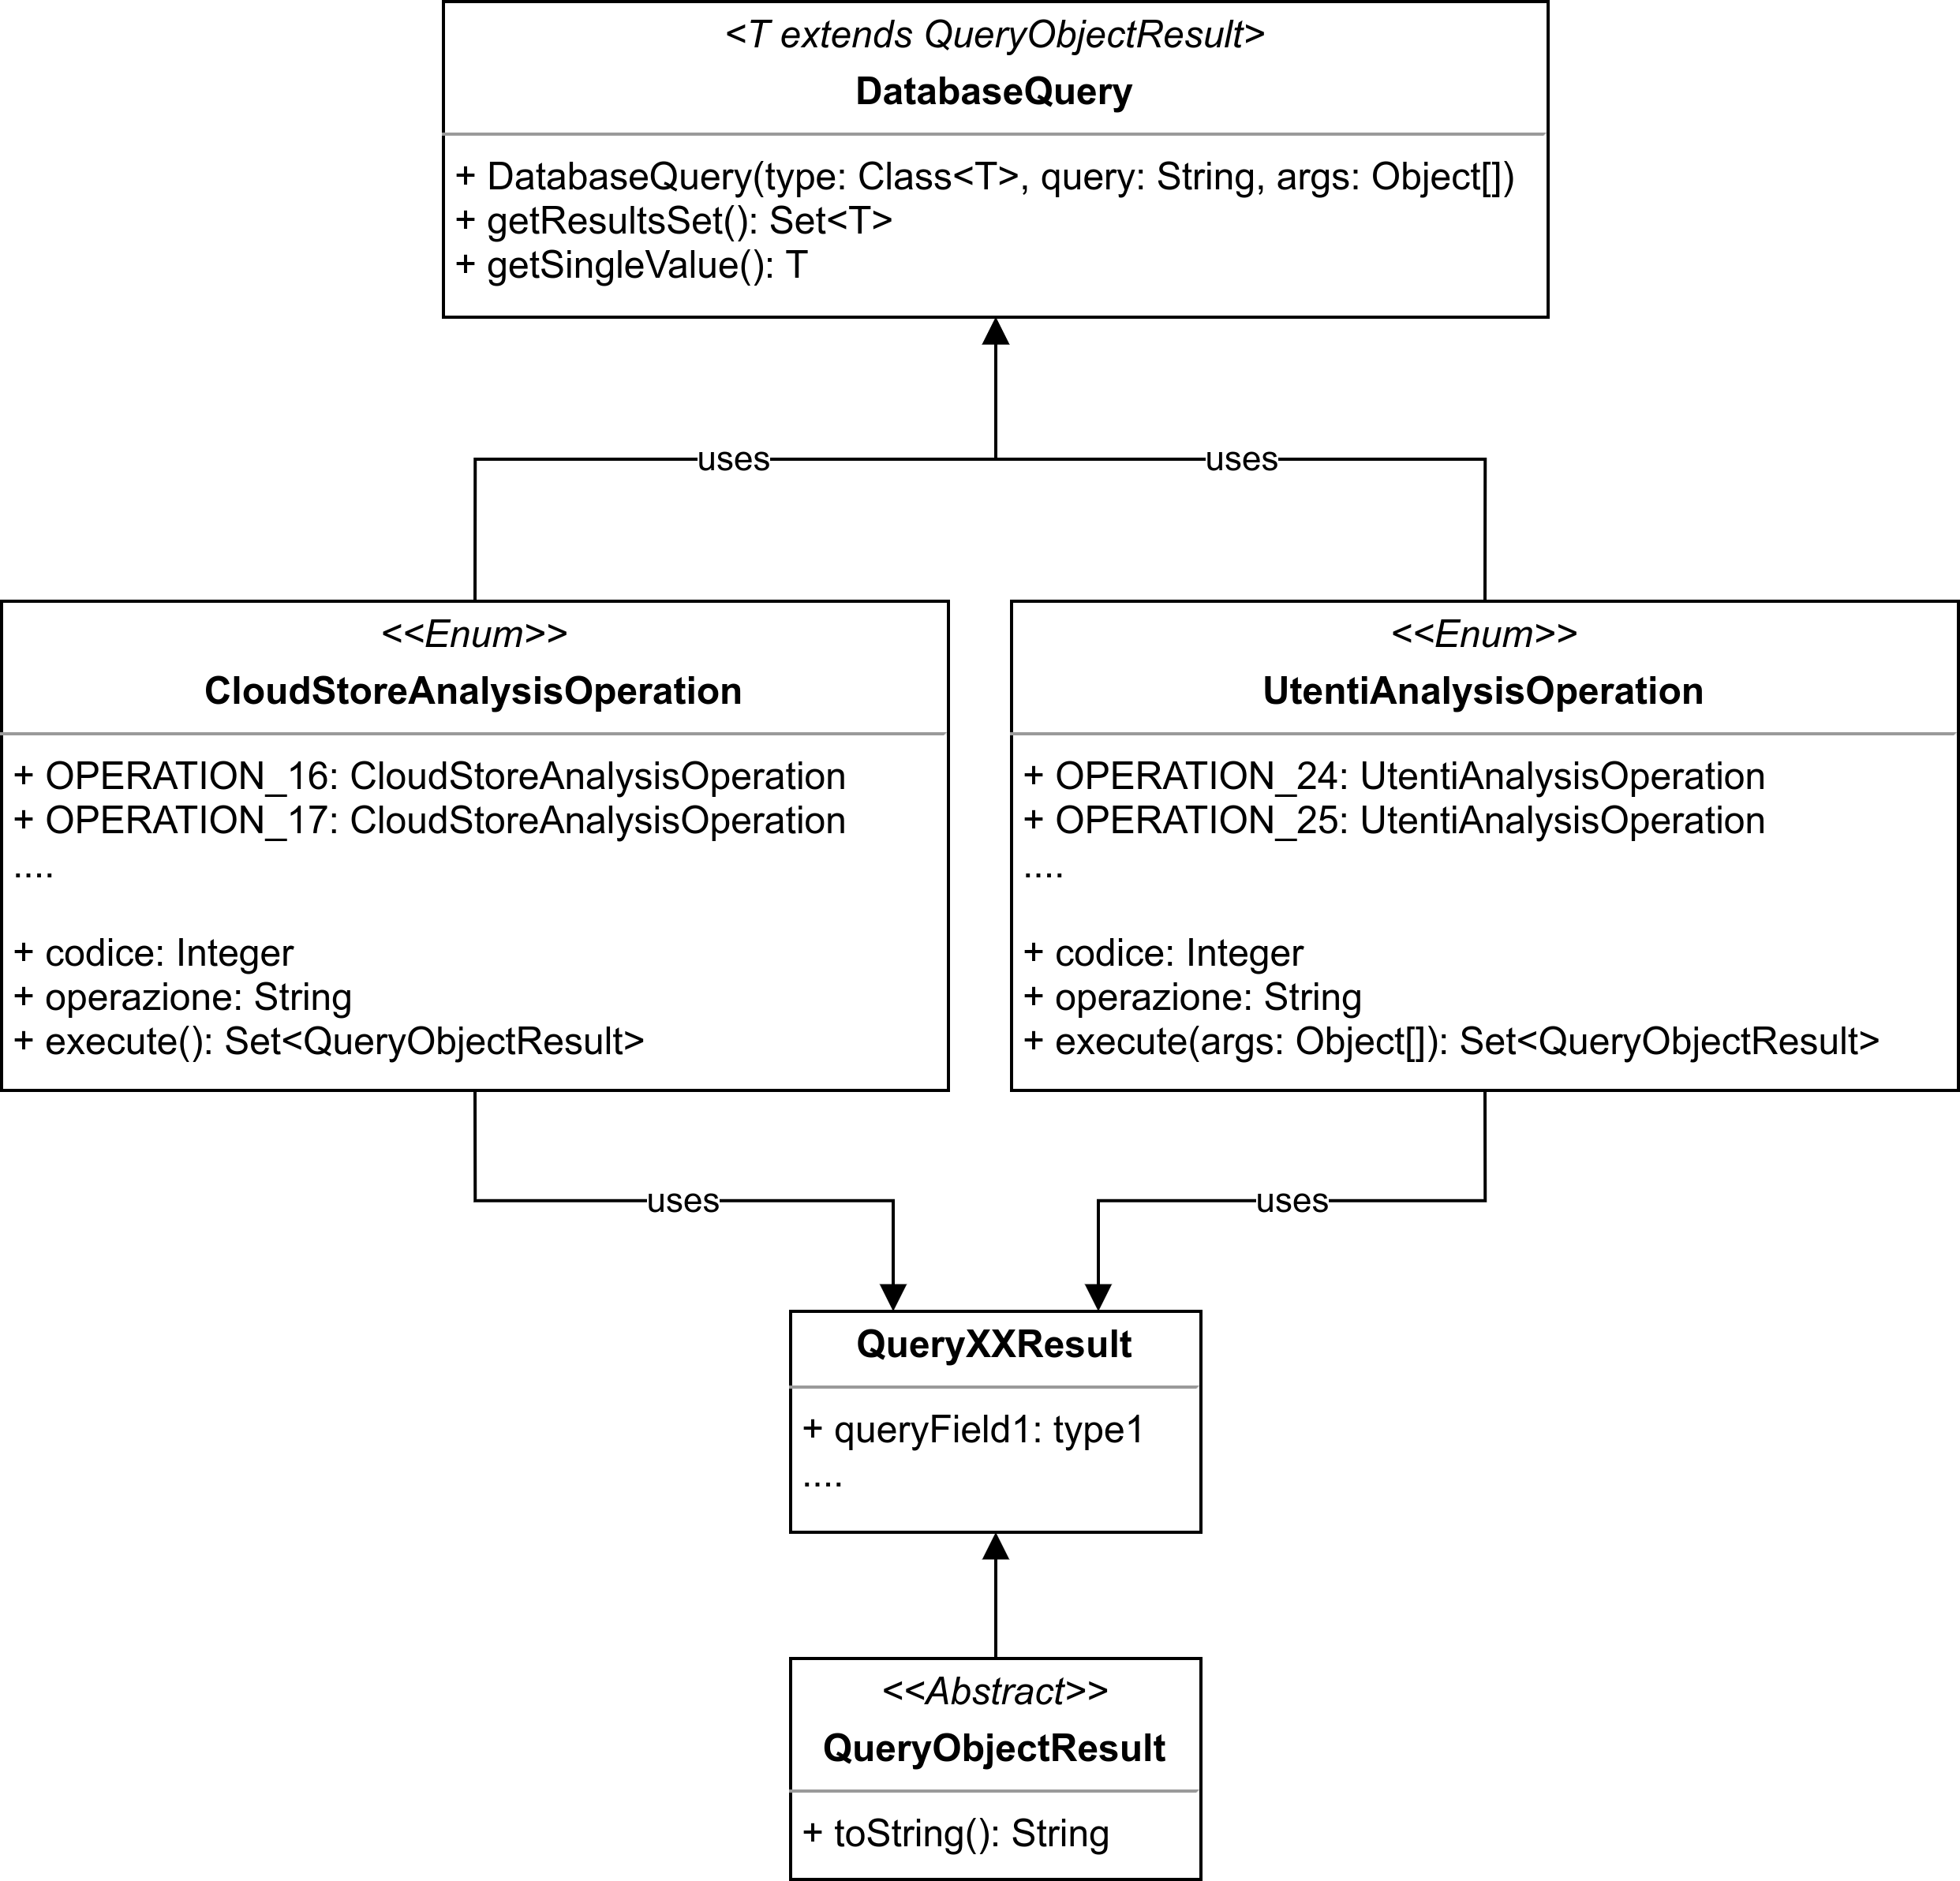 <T extends QueryObjectResult>
DatabaseQuery
+ DatabaseQuery(type: Class<T>, query: String, args: Object[])
+ getResultsSet(): Set<T>
+ getSingleValue(): T
uses
uses
<<Enum>>
CloudStoreAnalysisOperation
+ OPERATION_16: CloudStoreAnalysisOperation
+ OPERATION_17: CloudStoreAnalysisOperation
....
+ codice: Integer
+ operazione: String
+ execute(): Set<QueryObjectResult>
<<Enum>>
UtentiAnalysisOperation
+ OPERATION_24: UtentiAnalysisOperation
+ OPERATION_25: UtentiAnalysisOperation
....
+ codice: Integer
+ operazione: String
+ execute(args: Object[]): Set<QueryObjectResult>
uses
uses
QueryXXResult
+ queryField1: type1
....
<<Abstract>>
QueryObjectResult
+ toString(): String